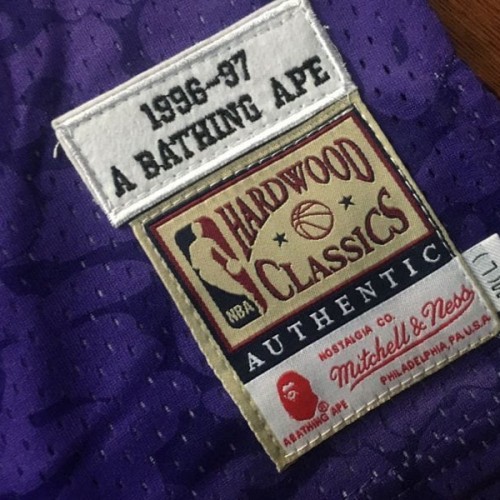 1996-97
A BATHING APE
HARDWOOD
CLASSICS
NBA
AUTHENTIC
NOSTALGIA CO.
Mitchell & Ness
PHILADELPHIA, PA. U.S.A.
®
A BATHING APE